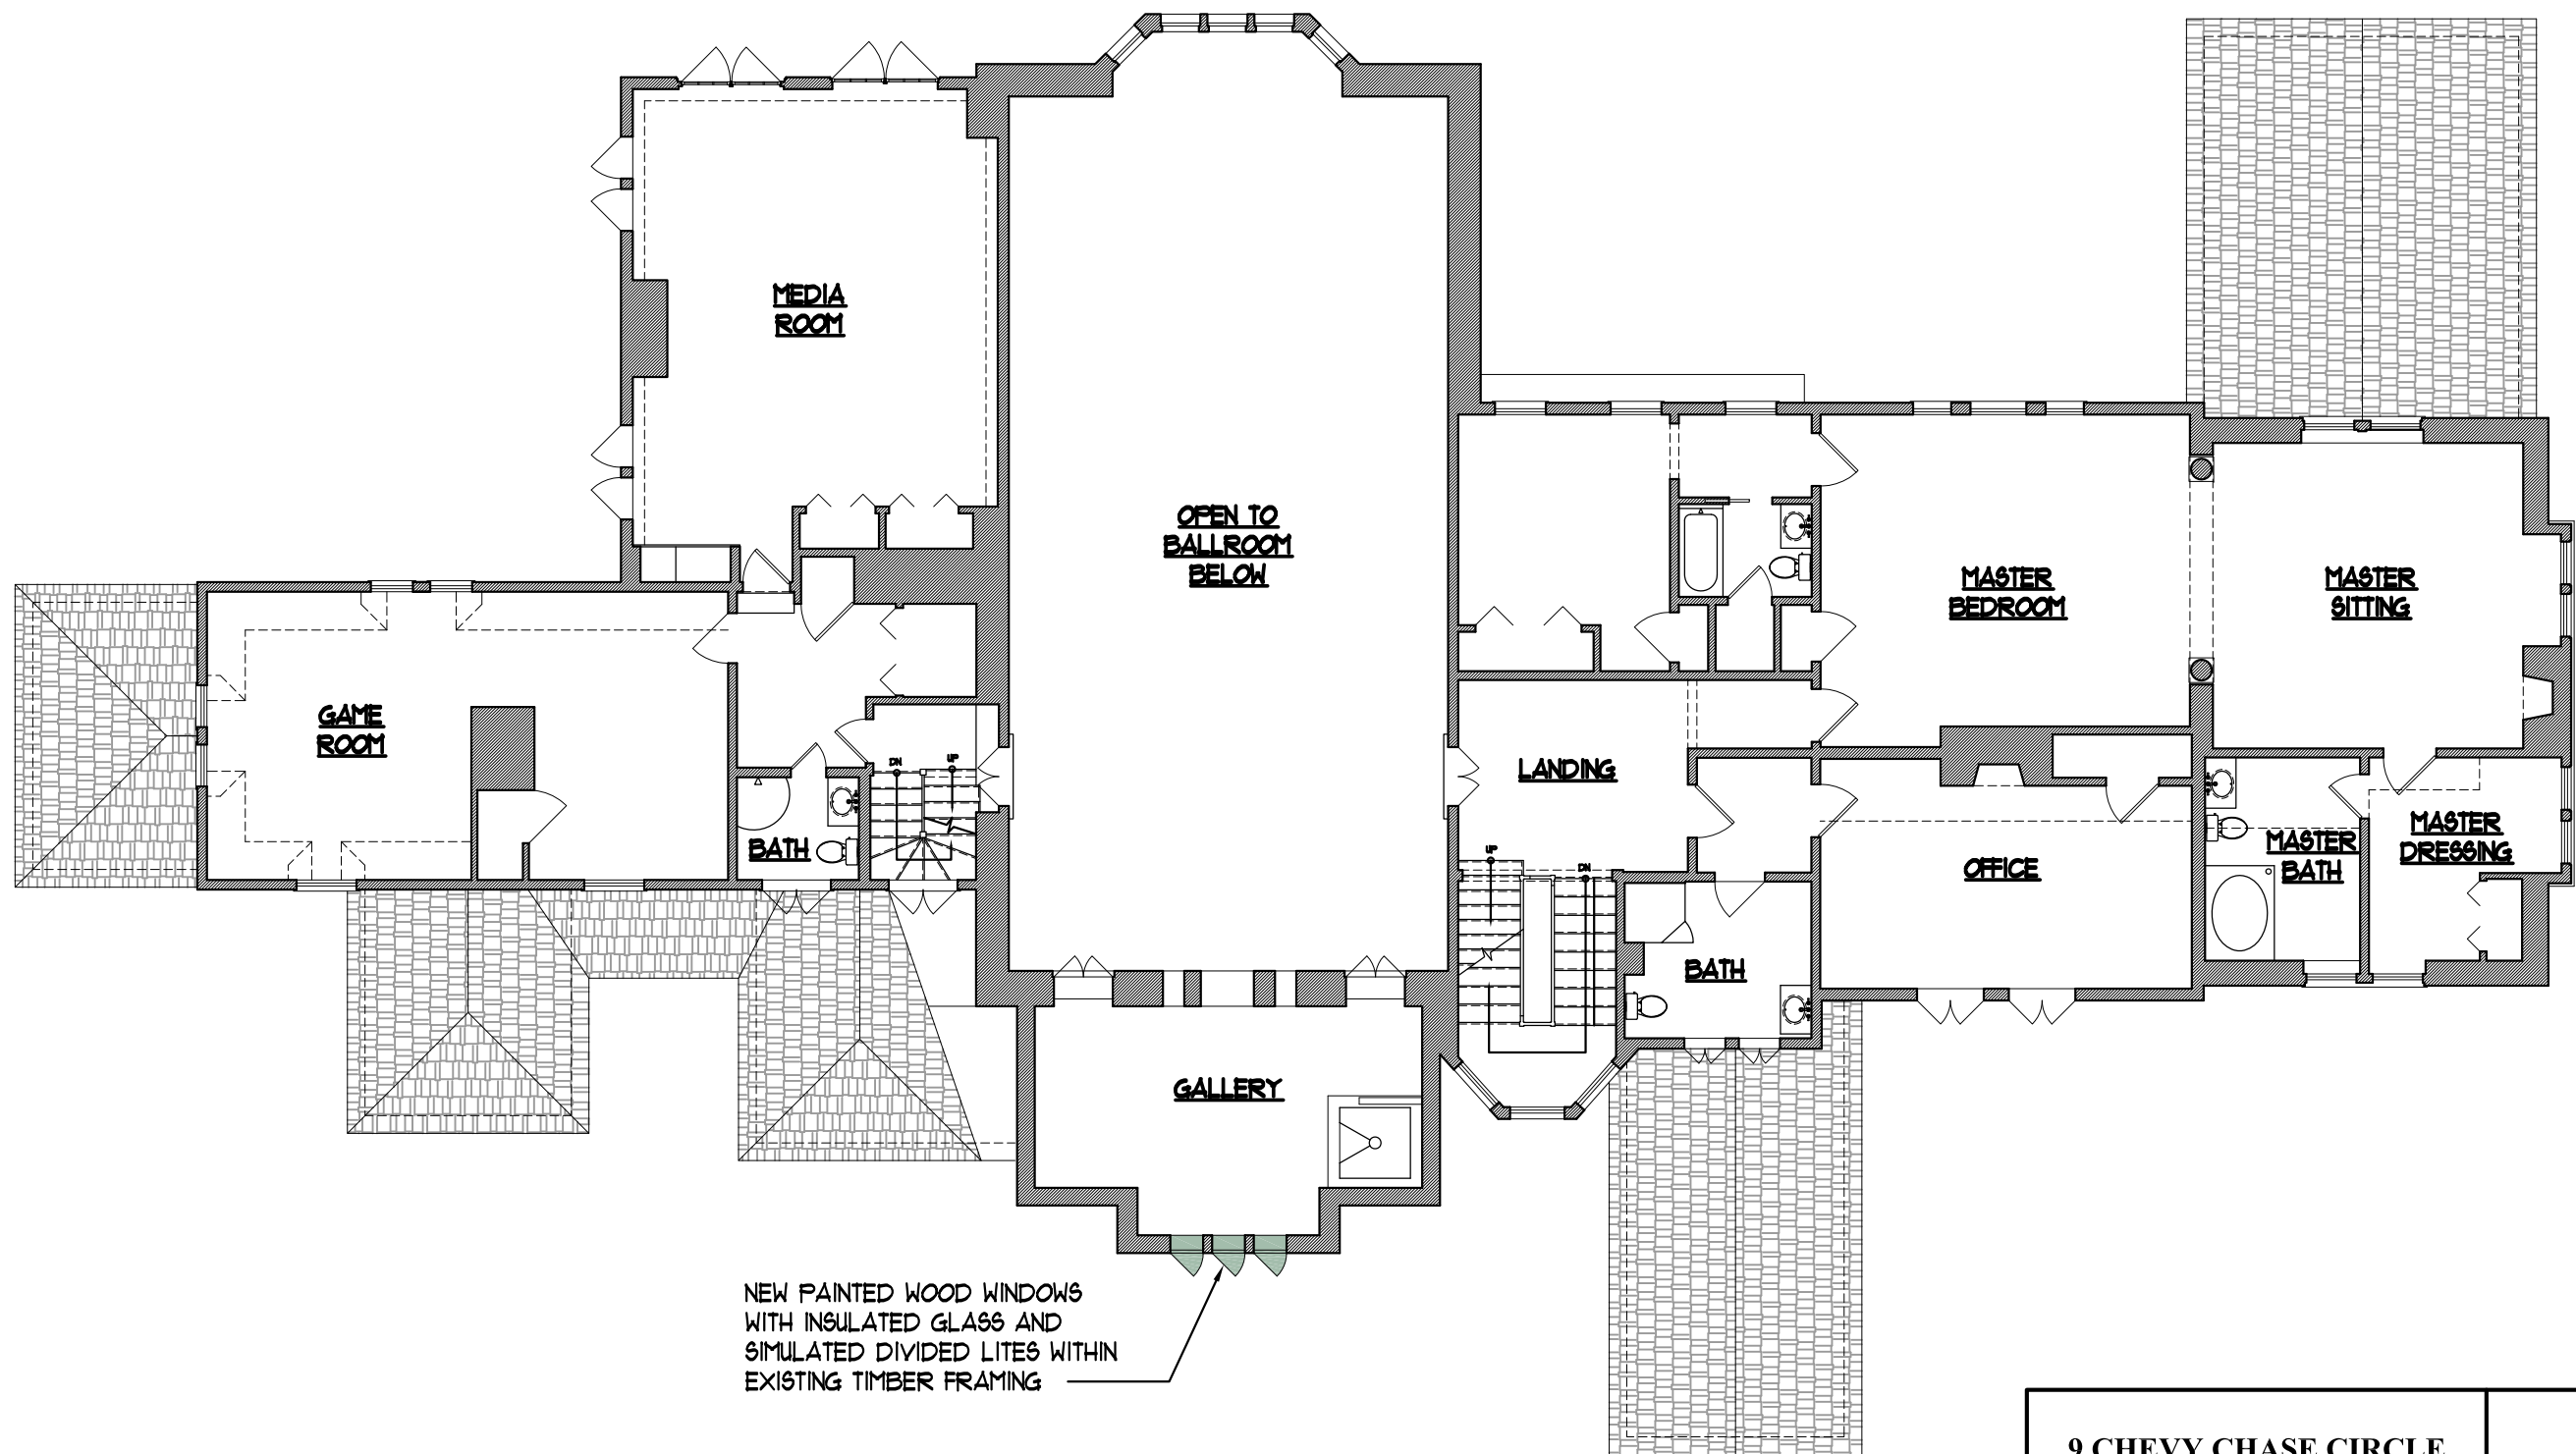 MEDIA
ROOM
OPEN TO
BALLROOM
BELOW
MASTER
BEDROOM
MASTER
SITTING
GAME
ROOM
DN
UP
LANDING
BATH
MASTER
DRESSING
MASTER
BATH
OFFICE
UP
DN
BATH
GALLERY
NEW PAINTED WOOD WINDOWS
WITH INSULATED GLASS AND
SIMULATED DIVIDED LITES WITHIN
EXISTING TIMBER FRAMING
9 CHEVY CHASE CIRCLE